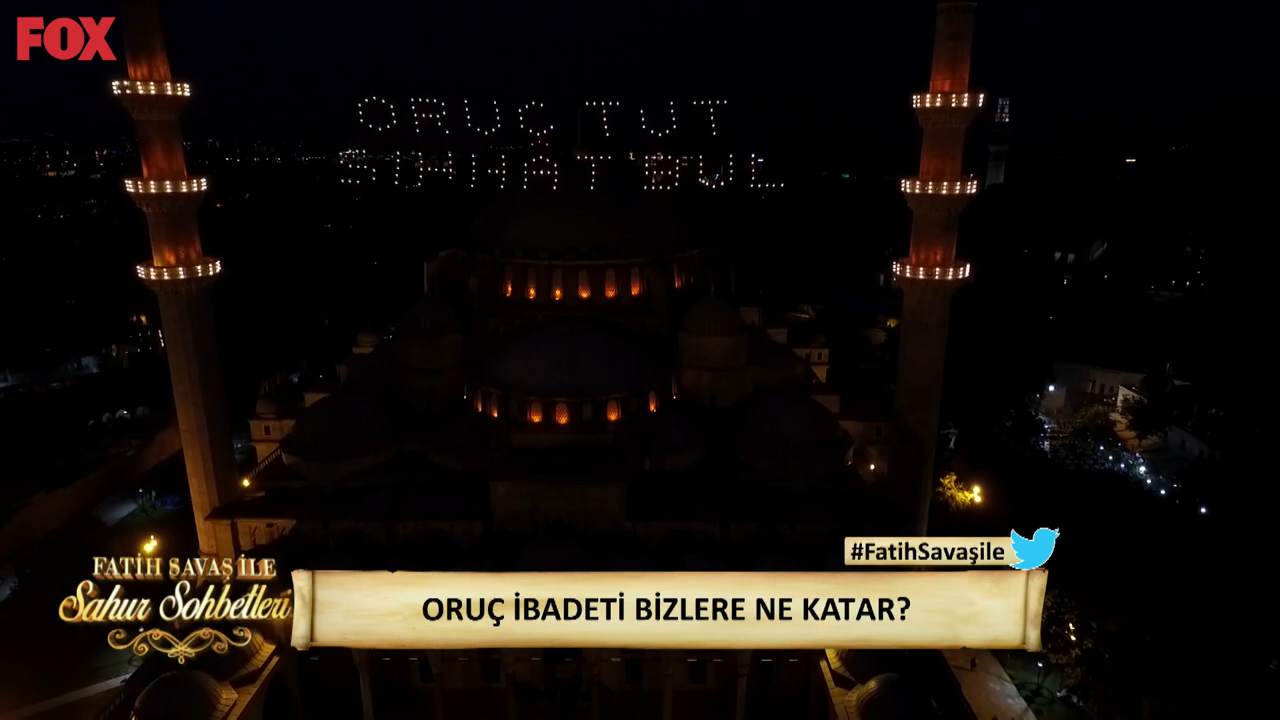 FOX
ORUÇ TUT
SIHHAT BUL
#FatihSavaşile
FATİH SAVAŞ İLE
Sahur Sohbetleri
ORUÇ İBADETİ BİZLERE NE KATAR?